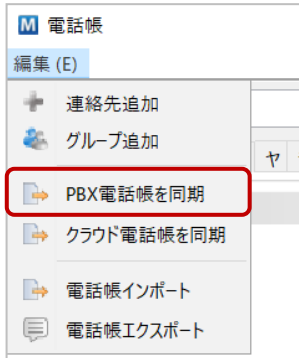 M 電話帳
編集 (E)
連絡先追加
グループ追加
ヤ
PBX電話帳を同期
クラウド電話帳を同期
電話帳インポート
電話帳エクスポート